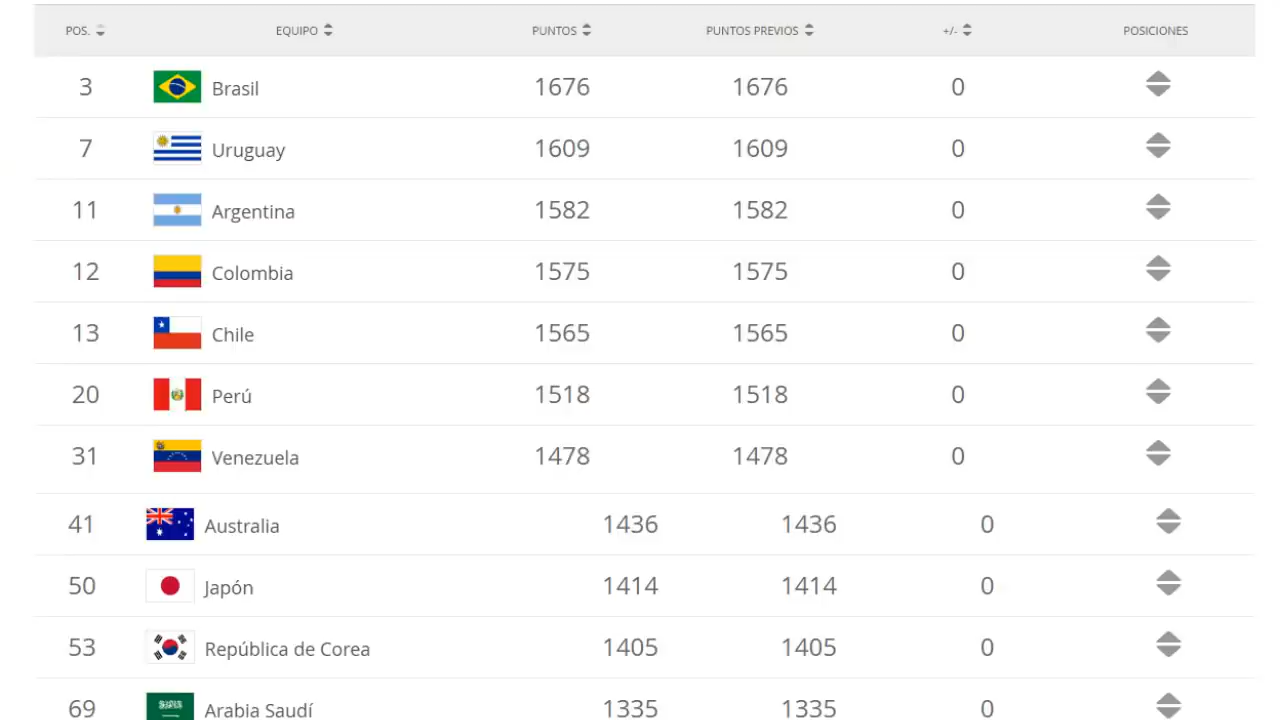 POS. EQUIPO PUNTOS PUNTOS PREVIOS +/- POSICIONES
3 Brasil 1676 1676 0
7 Uruguay 1609 1609 0
11 Argentina 1582 1582 0
12 Colombia 1575 1575 0
13 Chile 1565 1565 0
20 Perú 1518 1518 0
31 Venezuela 1478 1478 0
41 Australia 1436 1436 0
50 Japón 1414 1414 0
53 República de Corea 1405 1405 0
69 Arabia Saudí 1335 1335 0